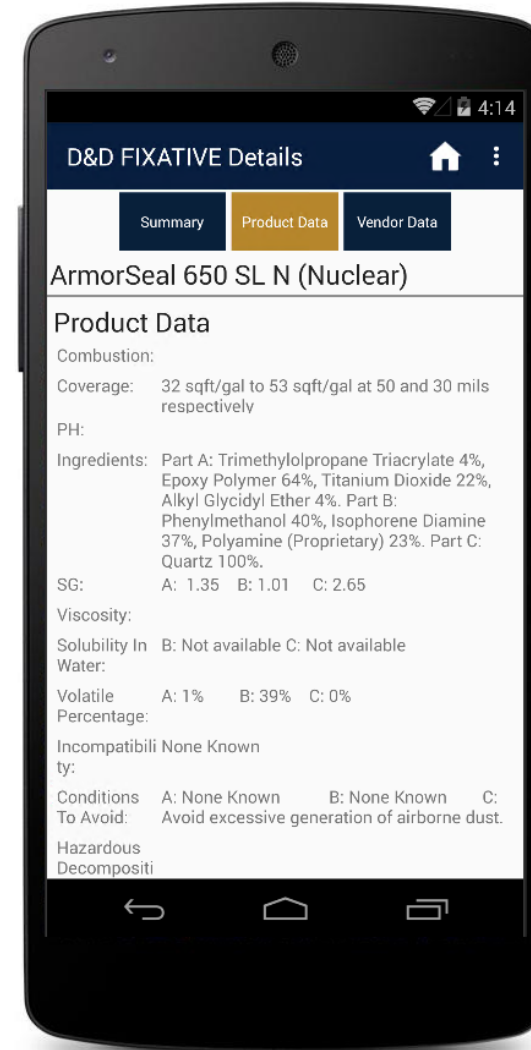 4:14
D&D FIXATIVE Details
Summary
Product Data
Vendor Data
ArmorSeal 650 SL N (Nuclear)
Product Data
Combustion:
Coverage: 32 sqft/gal to 53 sqft/gal at 50 and 30 mils
respectively
PH:
Ingredients: Part A: Trimethylolpropane Triacrylate 4%,
Epoxy Polymer 64%, Titanium Dioxide 22%,
Alkyl Glycidyl Ether 4%. Part B:
Phenylmethanol 40%, Isophorene Diamine
37%, Polyamine (Proprietary) 23%. Part C:
Quartz 100%.
SG: A: 1.35 B: 1.01 C: 2.65
Viscosity:
Solubility In B: Not available C: Not available
Water:
Volatile A: 1% B: 39% C: 0%
Percentage:
Incompatibili None Known
ty:
Conditions A: None Known B: None Known C:
To Avoid: Avoid excessive generation of airborne dust.
Hazardous
Decompositi